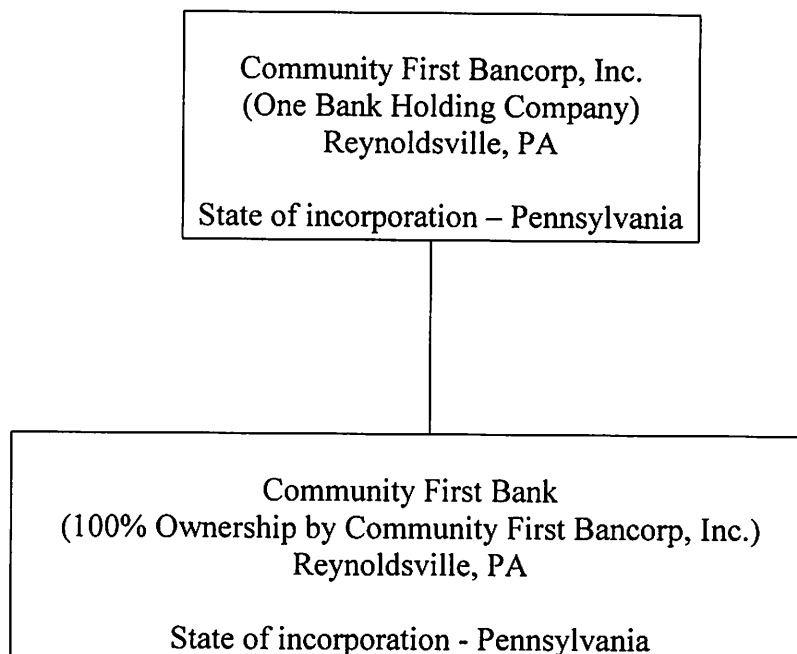 Community First Bancorp, Inc.
(One Bank Holding Company)
Reynoldsville, PA
State of incorporation – Pennsylvania
Community First Bank
(100% Ownership by Community First Bancorp, Inc.)
Reynoldsville, PA
State of incorporation - Pennsylvania